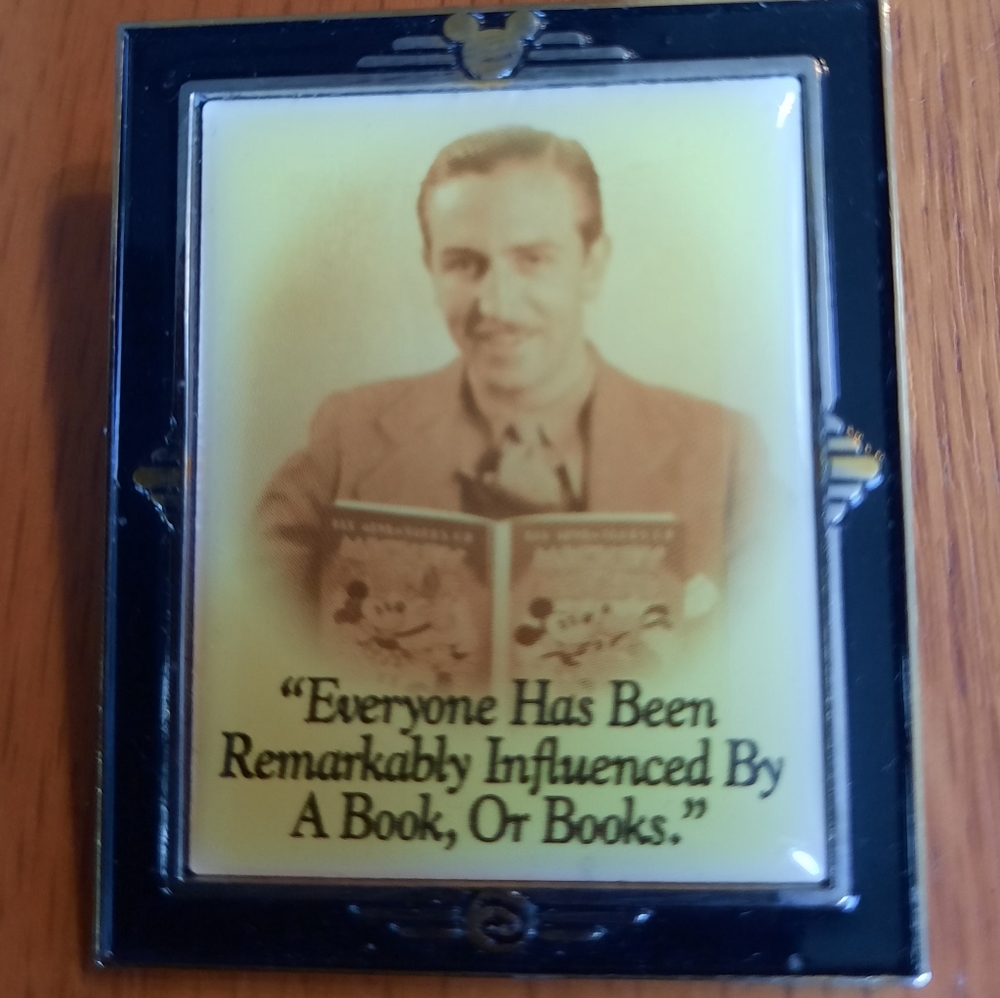 “Everyone Has Been
Remarkably Influenced By
A Book, Or Books.”